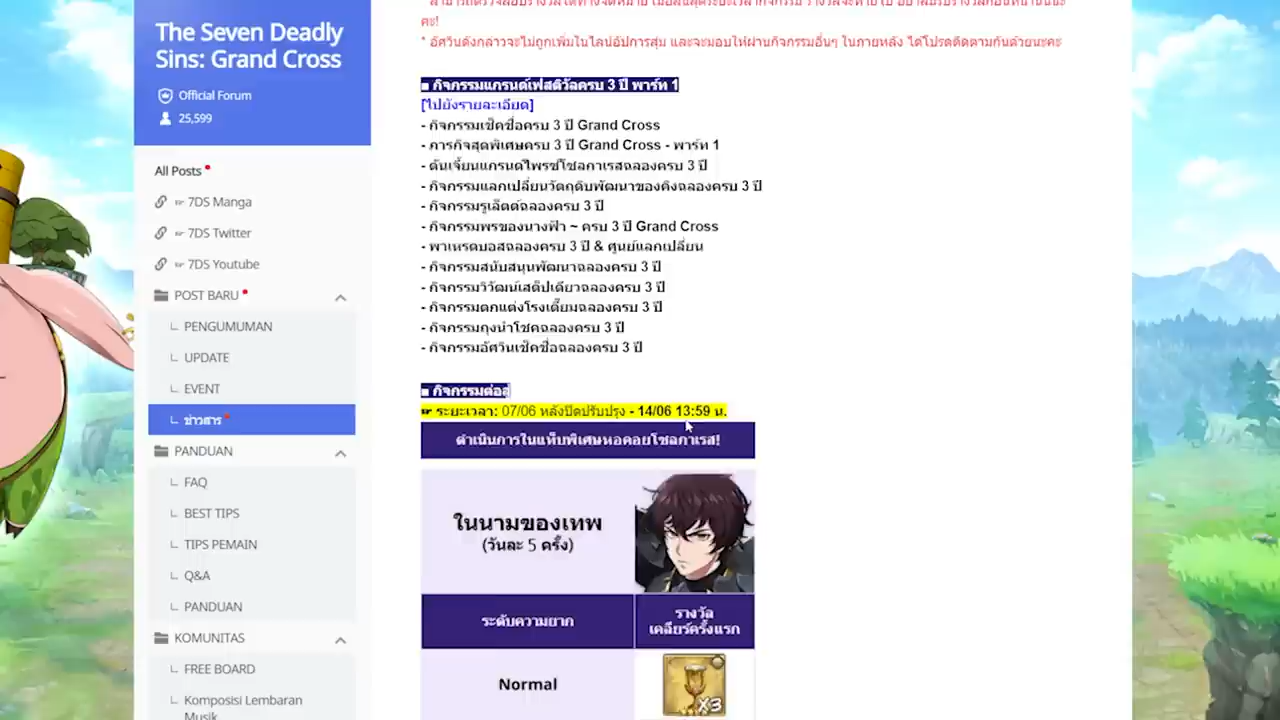 The Seven Deadly
Sins: Grand Cross
Official Forum
25,599
All Posts
☞ 7DS Manga
☞ 7DS Twitter
☞ 7DS Youtube
POST BARU
PENGUMUMAN
UPDATE
EVENT
ข่าวสาร
PANDUAN
FAQ
BEST TIPS
TIPS PEMAIN
Q&A
PANDUAN
KOMUNITAS
FREE BOARD
Komposisi Lembaran
Musik
คะ!
* อัศวินดังกล่าวจะไม่ถูกเพิ่มในไลน์อัปการสุ่ม และจะมอบให้ผ่านกิจกรรมอื่นๆ ในภายหลัง ได้โปรดติดตามกันด้วยนะคะ
■ กิจกรรมแกรนด์เฟสติวัลครบ 3 ปี พาร์ท 1
[ไปยังรายละเอียด]
- กิจกรรมเช็คชื่อครบ 3 ปี Grand Cross
- ภารกิจสุดพิเศษครบ 3 ปี Grand Cross - พาร์ท 1
- ดันเจี้ยนแกรนด์ไพรซ์โซลกาเรสฉลองครบ 3 ปี
- กิจกรรมแลกเปลี่ยนวัตถุดิบพัฒนาของคิงฉลองครบ 3 ปี
- กิจกรรมรูเล็ตต์ฉลองครบ 3 ปี
- กิจกรรมพรของนางฟ้า ~ ครบ 3 ปี Grand Cross
- พาเหรดบอสฉลองครบ 3 ปี & ศูนย์แลกเปลี่ยน
- กิจกรรมสนับสนุนพัฒนาฉลองครบ 3 ปี
- กิจกรรมวิวัฒน์เสต็ปเดียวฉลองครบ 3 ปี
- กิจกรรมตกแต่งโรงเตี๊ยมฉลองครบ 3 ปี
- กิจกรรมถุงนำโชคฉลองครบ 3 ปี
- กิจกรรมอัศวินเช็คชื่อฉลองครบ 3 ปี
■ กิจกรรมต่อสู้
☛ ระยะเวลา: 07/06 หลังปิดปรับปรุง - 14/06 13:59 น.
ดำเนินการในแท็บพิเศษหอคอยโซลกาเรส!
ในนามของเทพ
(วันละ 5 ครั้ง)
ระดับความยาก
รางวัล
เคลียร์ครั้งแรก
Normal
X3